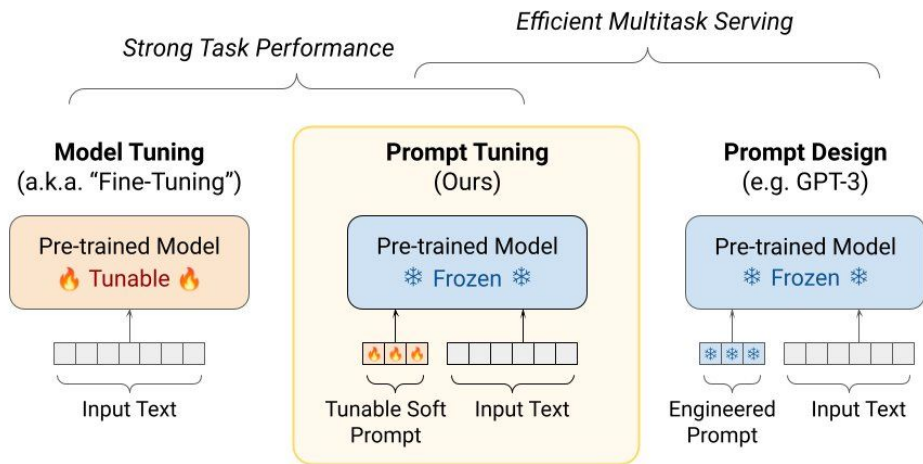 Efficient Multitask Serving
Strong Task Performance
Model Tuning
(a.k.a. “Fine-Tuning”)
Pre-trained Model
🔥 Tunable 🔥
Input Text
Prompt Tuning
(Ours)
Pre-trained Model
❄ Frozen ❄
Tunable Soft
Prompt
Input Text
Prompt Design
(e.g. GPT-3)
Pre-trained Model
❄ Frozen ❄
Engineered
Prompt
Input Text